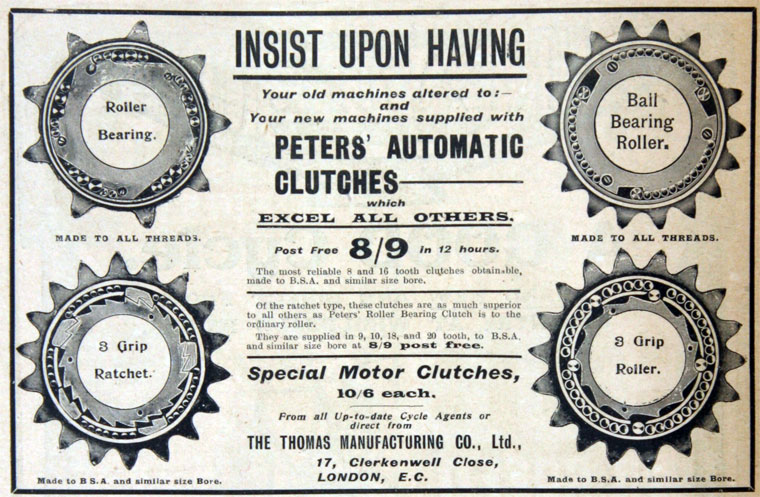 Roller
Bearing.
MADE TO ALL THREADS.
3 Grip
Ratchet.
Made to B S.A. and similar size Bore.
INSIST UPON HAVING
Your old machines altered to:—
and
Your new machines supplied with
PETERS' AUTOMATIC
CLUTCHES—
which
EXCEL ALL OTHERS.
Post Free 8/9 in 12 hours.
The most reliable 8 and 16 tooth clutches obtainable,
made to B.S.A. and similar size bore.
Of the ratchet type, these clutches are as much superior
to all others as Peters' Roller Bearing Clutch is to the
ordinary roller.
They are supplied in 9, 10, 18, and 20 tooth, to B.S.A.
and similar size bore at 8/9 post free.
Special Motor Clutches,
10/6 each.
From all Up-to-date Cycle Agents or
direct from
THE THOMAS MANUFACTURING CO., Ltd.,
17, Clerkenwell Close,
LONDON, E.C.
Ball
Bearing
Roller.
MADE TO ALL THREADS.
3 Grip
Roller.
Made to B.S.A. and similar size Bore.